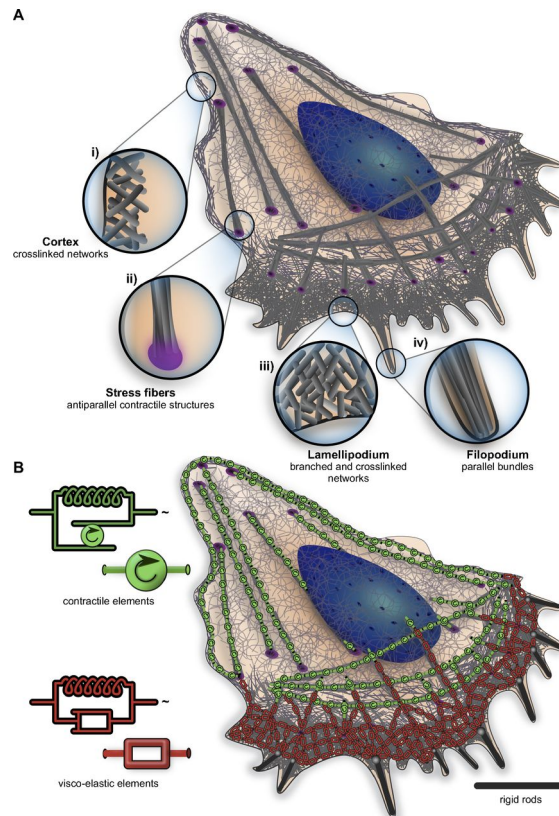 A
i)
Cortex
crosslinked networks
ii)
Stress fibers
antiparallel contractile structures
iii)
Lamellipodium
branched and crosslinked
networks
iv)
Filopodium
parallel bundles
B
~
contractile elements
~
visco-elastic elements
rigid rods